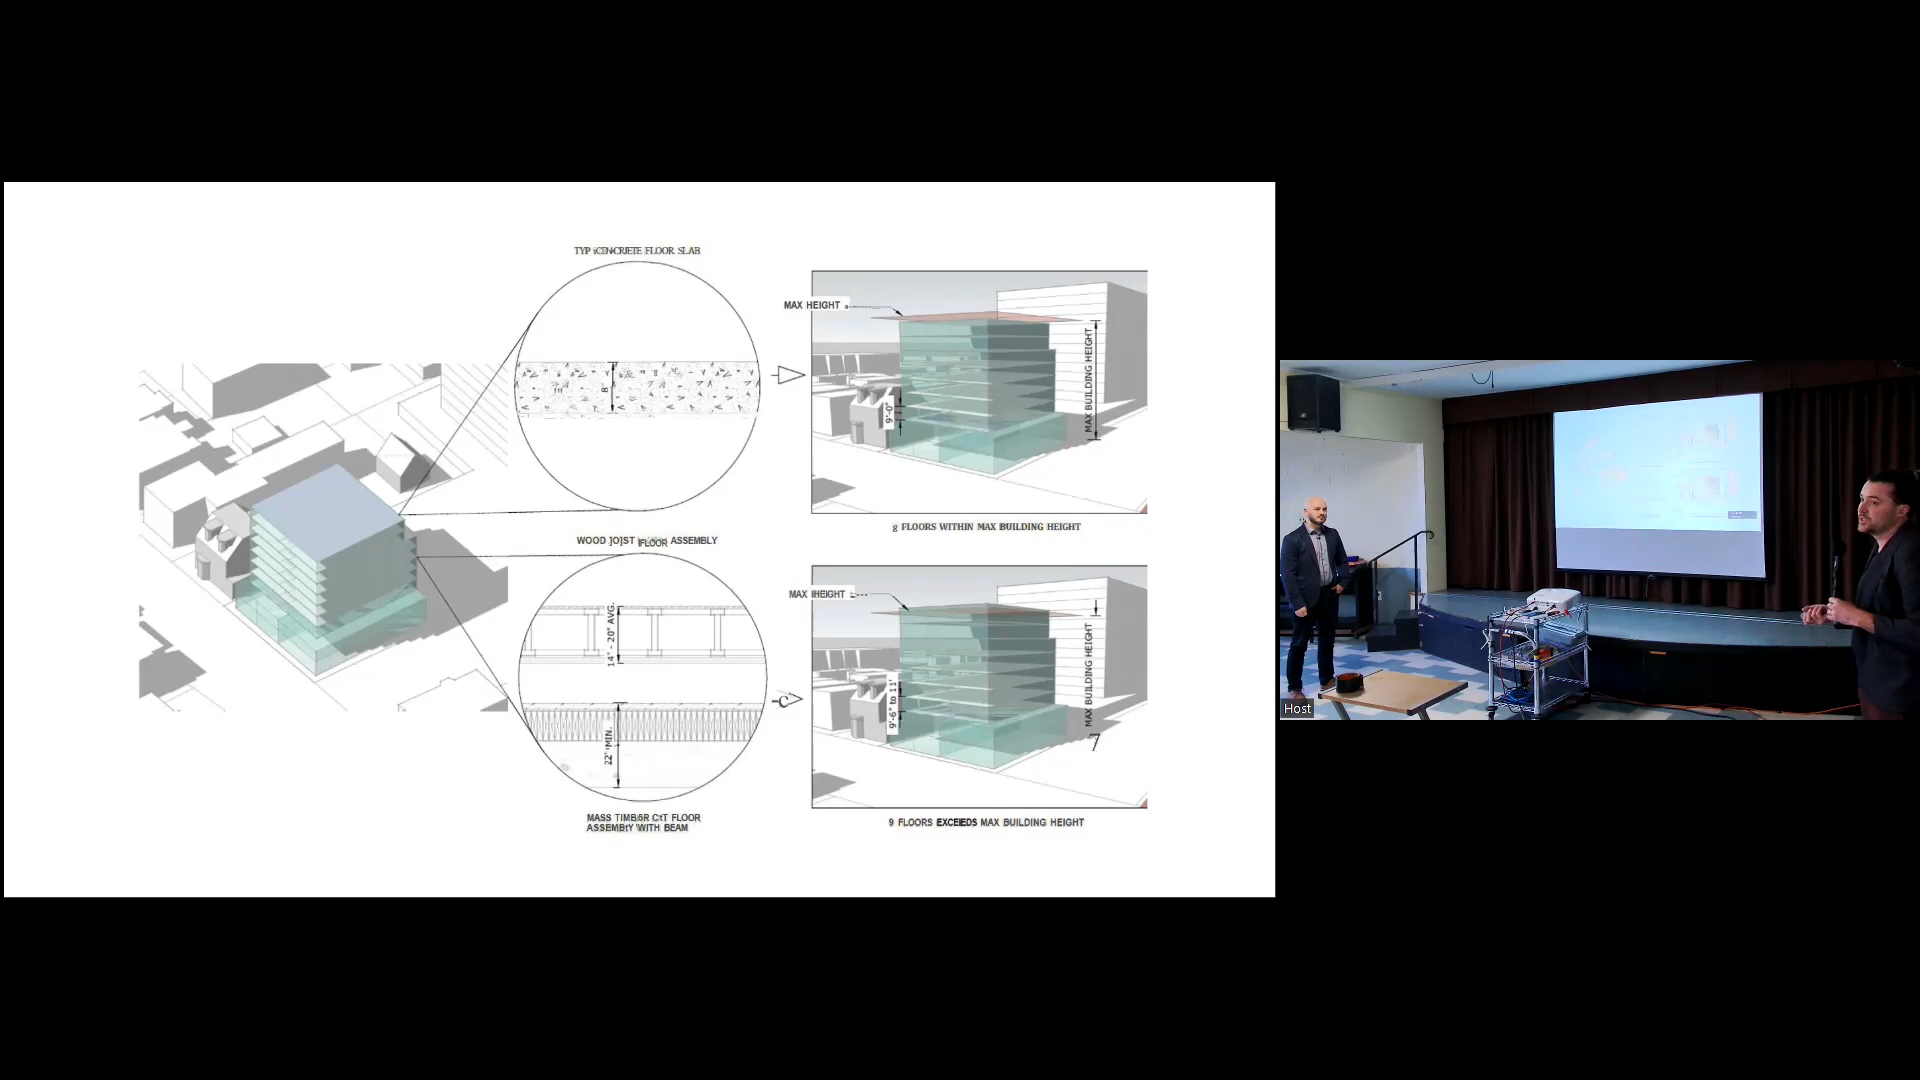 TYP
FLOOR SLAB
8"
MAX HEIGHT
MAX BUILDING HEIGHT
9'-0"
FLOORS WITHIN MAX BUILDING HEIGHT
WOOD JOIST FLOOR ASSEMBLY
14" - 20" AVG.
22" MIN.
MASS TIMBER FLOOR
ASSEMBLY WITH BEAM
MAX HEIGHT
MAX BUILDING HEIGHT
9'-6" to 11'
7
9 FLOORS EXCEEDS MAX BUILDING HEIGHT
Host